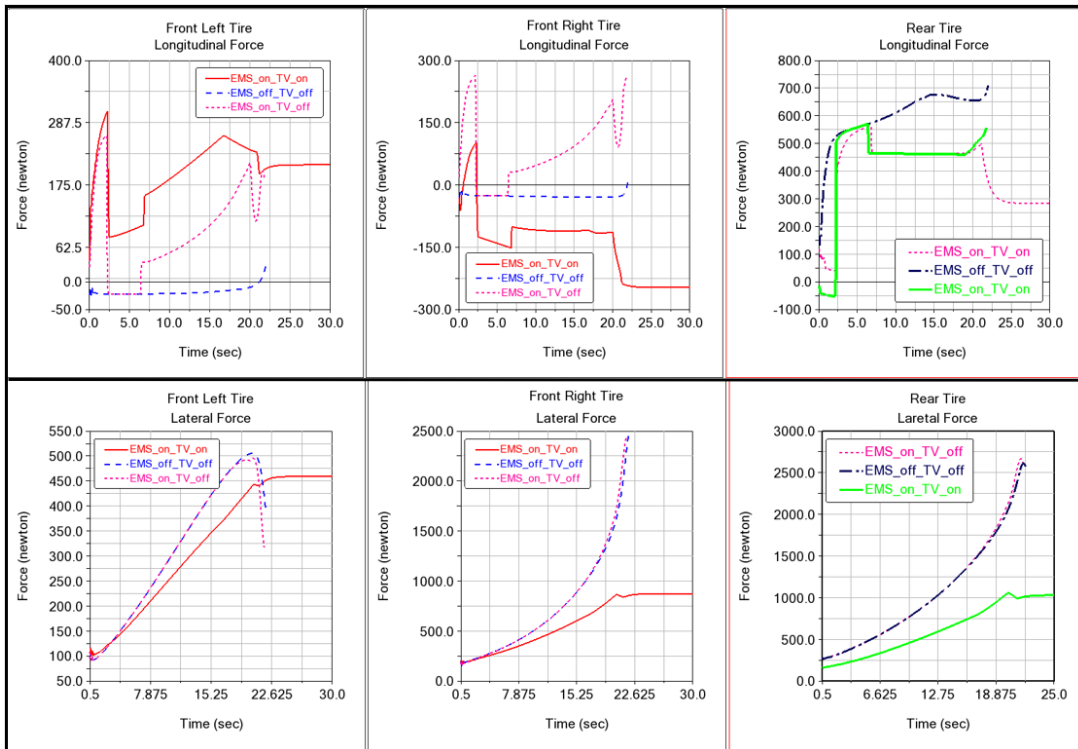 Front Left Tire
Longitudinal Force
Force (newton)
400.0
287.5
175.0
62.5
-0.0
-50.0
EMS_on_TV_on
EMS_off_TV_off
EMS_on_TV_off
0.0 5.0 10.0 15.0 20.0 25.0 30.0
Time (sec)
Front Right Tire
Longitudinal Force
Force (newton)
300.0
150.0
0.0
-150.0
-300.0
EMS_on_TV_on
EMS_off_TV_off
EMS_on_TV_off
0.0 5.0 10.0 15.0 20.0 25.0 30.0
Time (sec)
Rear Tire
Longitudinal Force
Force (newton)
800.0
700.0
600.0
500.0
400.0
300.0
200.0
100.0
0.0
-100.0
EMS_on_TV_on
EMS_off_TV_off
EMS_on_TV_on
0.0 5.0 10.0 15.0 20.0 25.0 30.0
Time (sec)
Front Left Tire
Lateral Force
Force (newton)
550.0
500.0
450.0
400.0
350.0
300.0
250.0
200.0
150.0
100.0
50.0
EMS_on_TV_on
EMS_off_TV_off
EMS_on_TV_off
0.5 7.875 15.25 22.625 30.0
Time (sec)
Front Right Tire
Lateral Force
Force (newton)
2500.0
2000.0
1500.0
1000.0
500.0
0.0
EMS_on_TV_on
EMS_off_TV_off
EMS_on_TV_off
0.5 7.875 15.25 22.625 30.0
Time (sec)
Rear Tire
Laretal Force
Force (newton)
3000.0
2500.0
2000.0
1500.0
1000.0
500.0
0.0
EMS_on_TV_off
EMS_off_TV_off
EMS_on_TV_on
0.5 6.625 12.75 18.875 25.0
Time (sec)